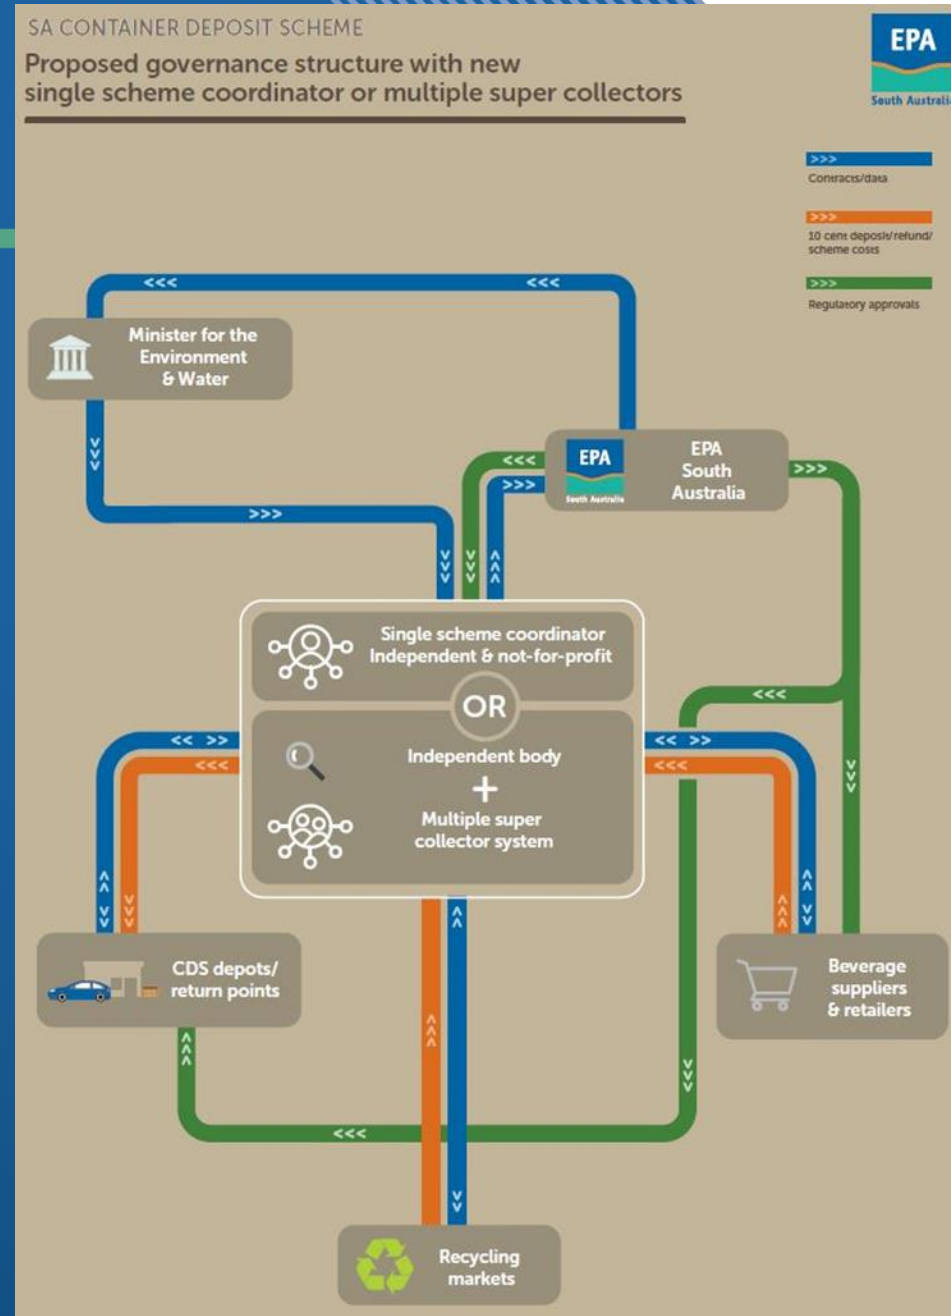 SA CONTAINER DEPOSIT SCHEME
Proposed governance structure with new
single scheme coordinator or multiple super collectors
EPA
South Australia
>>>
Contracts/data
>>>
10 cent deposit/refund/
scheme costs
>>>
Regulatory approvals
<<<
<<<
Minister for the
Environment
& Water
<<<
>>>
EPA
South Australia
EPA
South
Australia
>>>
>>>
Single scheme coordinator
Independent & not-for-profit
OR
<<<
<< >>
<<<
Independent body
+
Multiple super
collector system
<< >>
<<<
CDS depots/
return points
Beverage
suppliers
& retailers
<<<
Recycling
markets